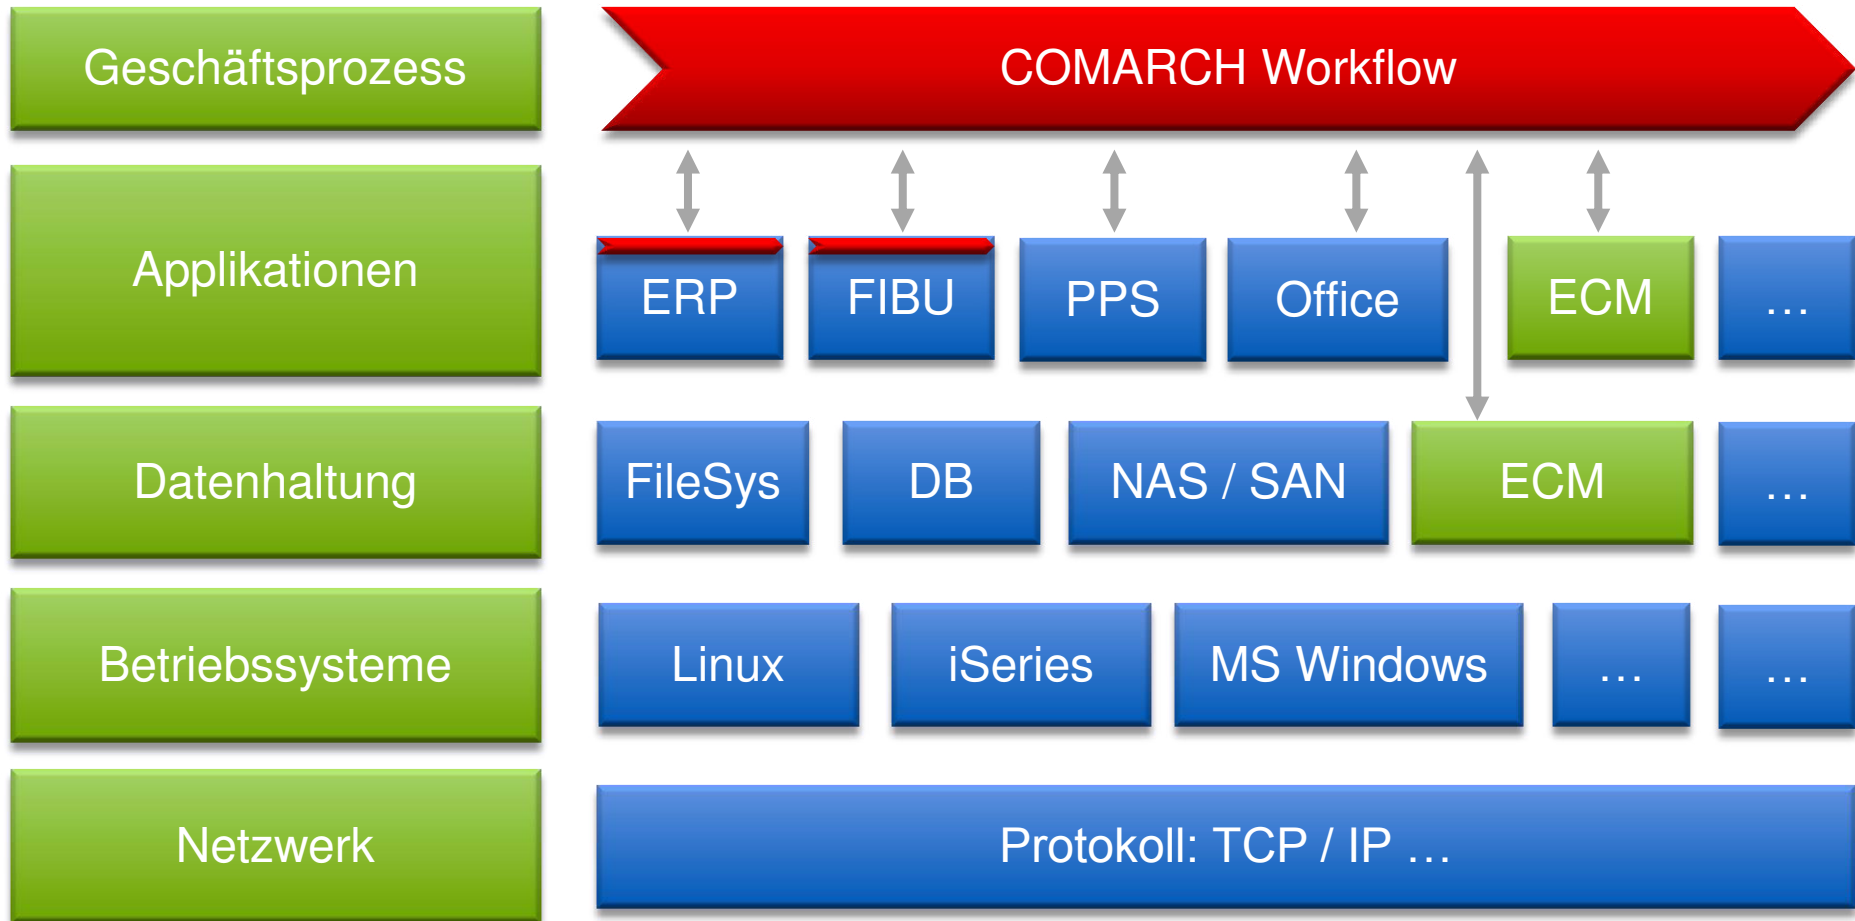 Geschäftsprozess
COMARCH Workflow
Applikationen
ERP
FIBU
PPS
Office
ECM
...
Datenhaltung
FileSys
DB
NAS / SAN
ECM
...
Betriebssysteme
Linux
iSeries
MS Windows
...
...
Netzwerk
Protokoll: TCP / IP ...